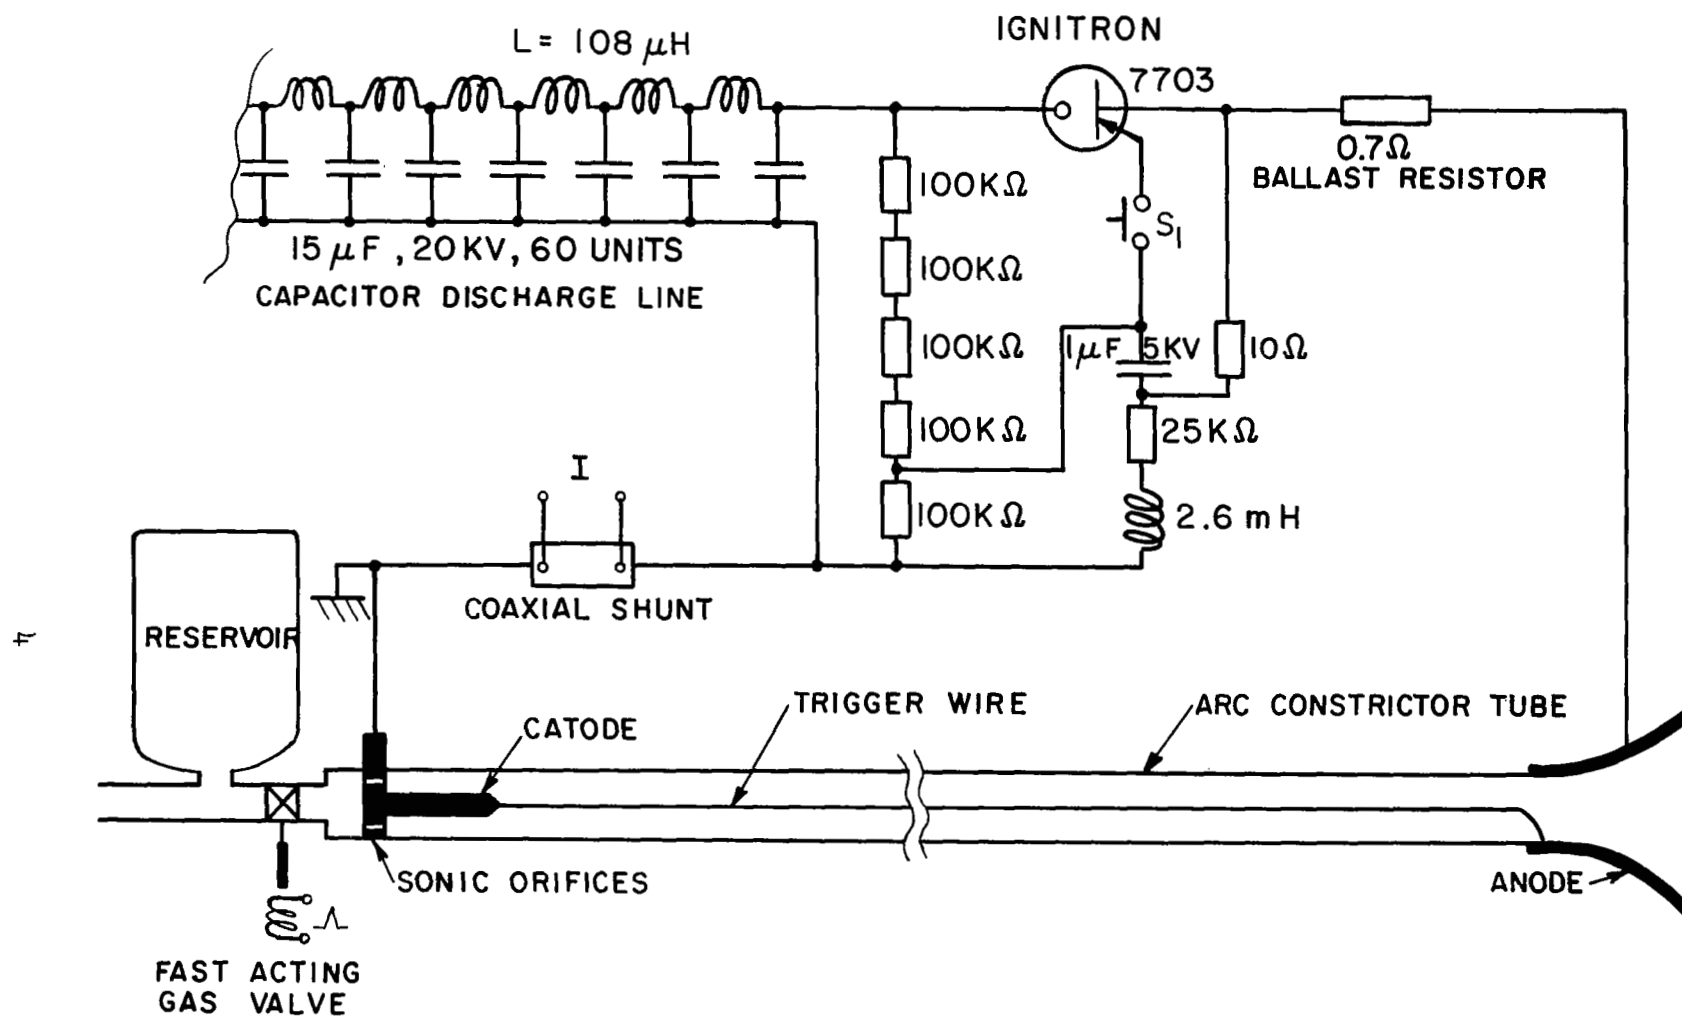 IGNITRON
L= 108 μH
7703
0.7Ω
BALLAST RESISTOR
100KΩ
S1
15 μF , 20 KV, 60 UNITS
CAPACITOR DISCHARGE LINE
100KΩ
100KΩ
1μF 5KV
10Ω
100KΩ
25KΩ
I
100KΩ
2.6 mH
COAXIAL SHUNT
RESERVOIR
4
TRIGGER WIRE
ARC CONSTRICTOR TUBE
CATODE
SONIC ORIFICES
ANODE
FAST ACTING
GAS VALVE